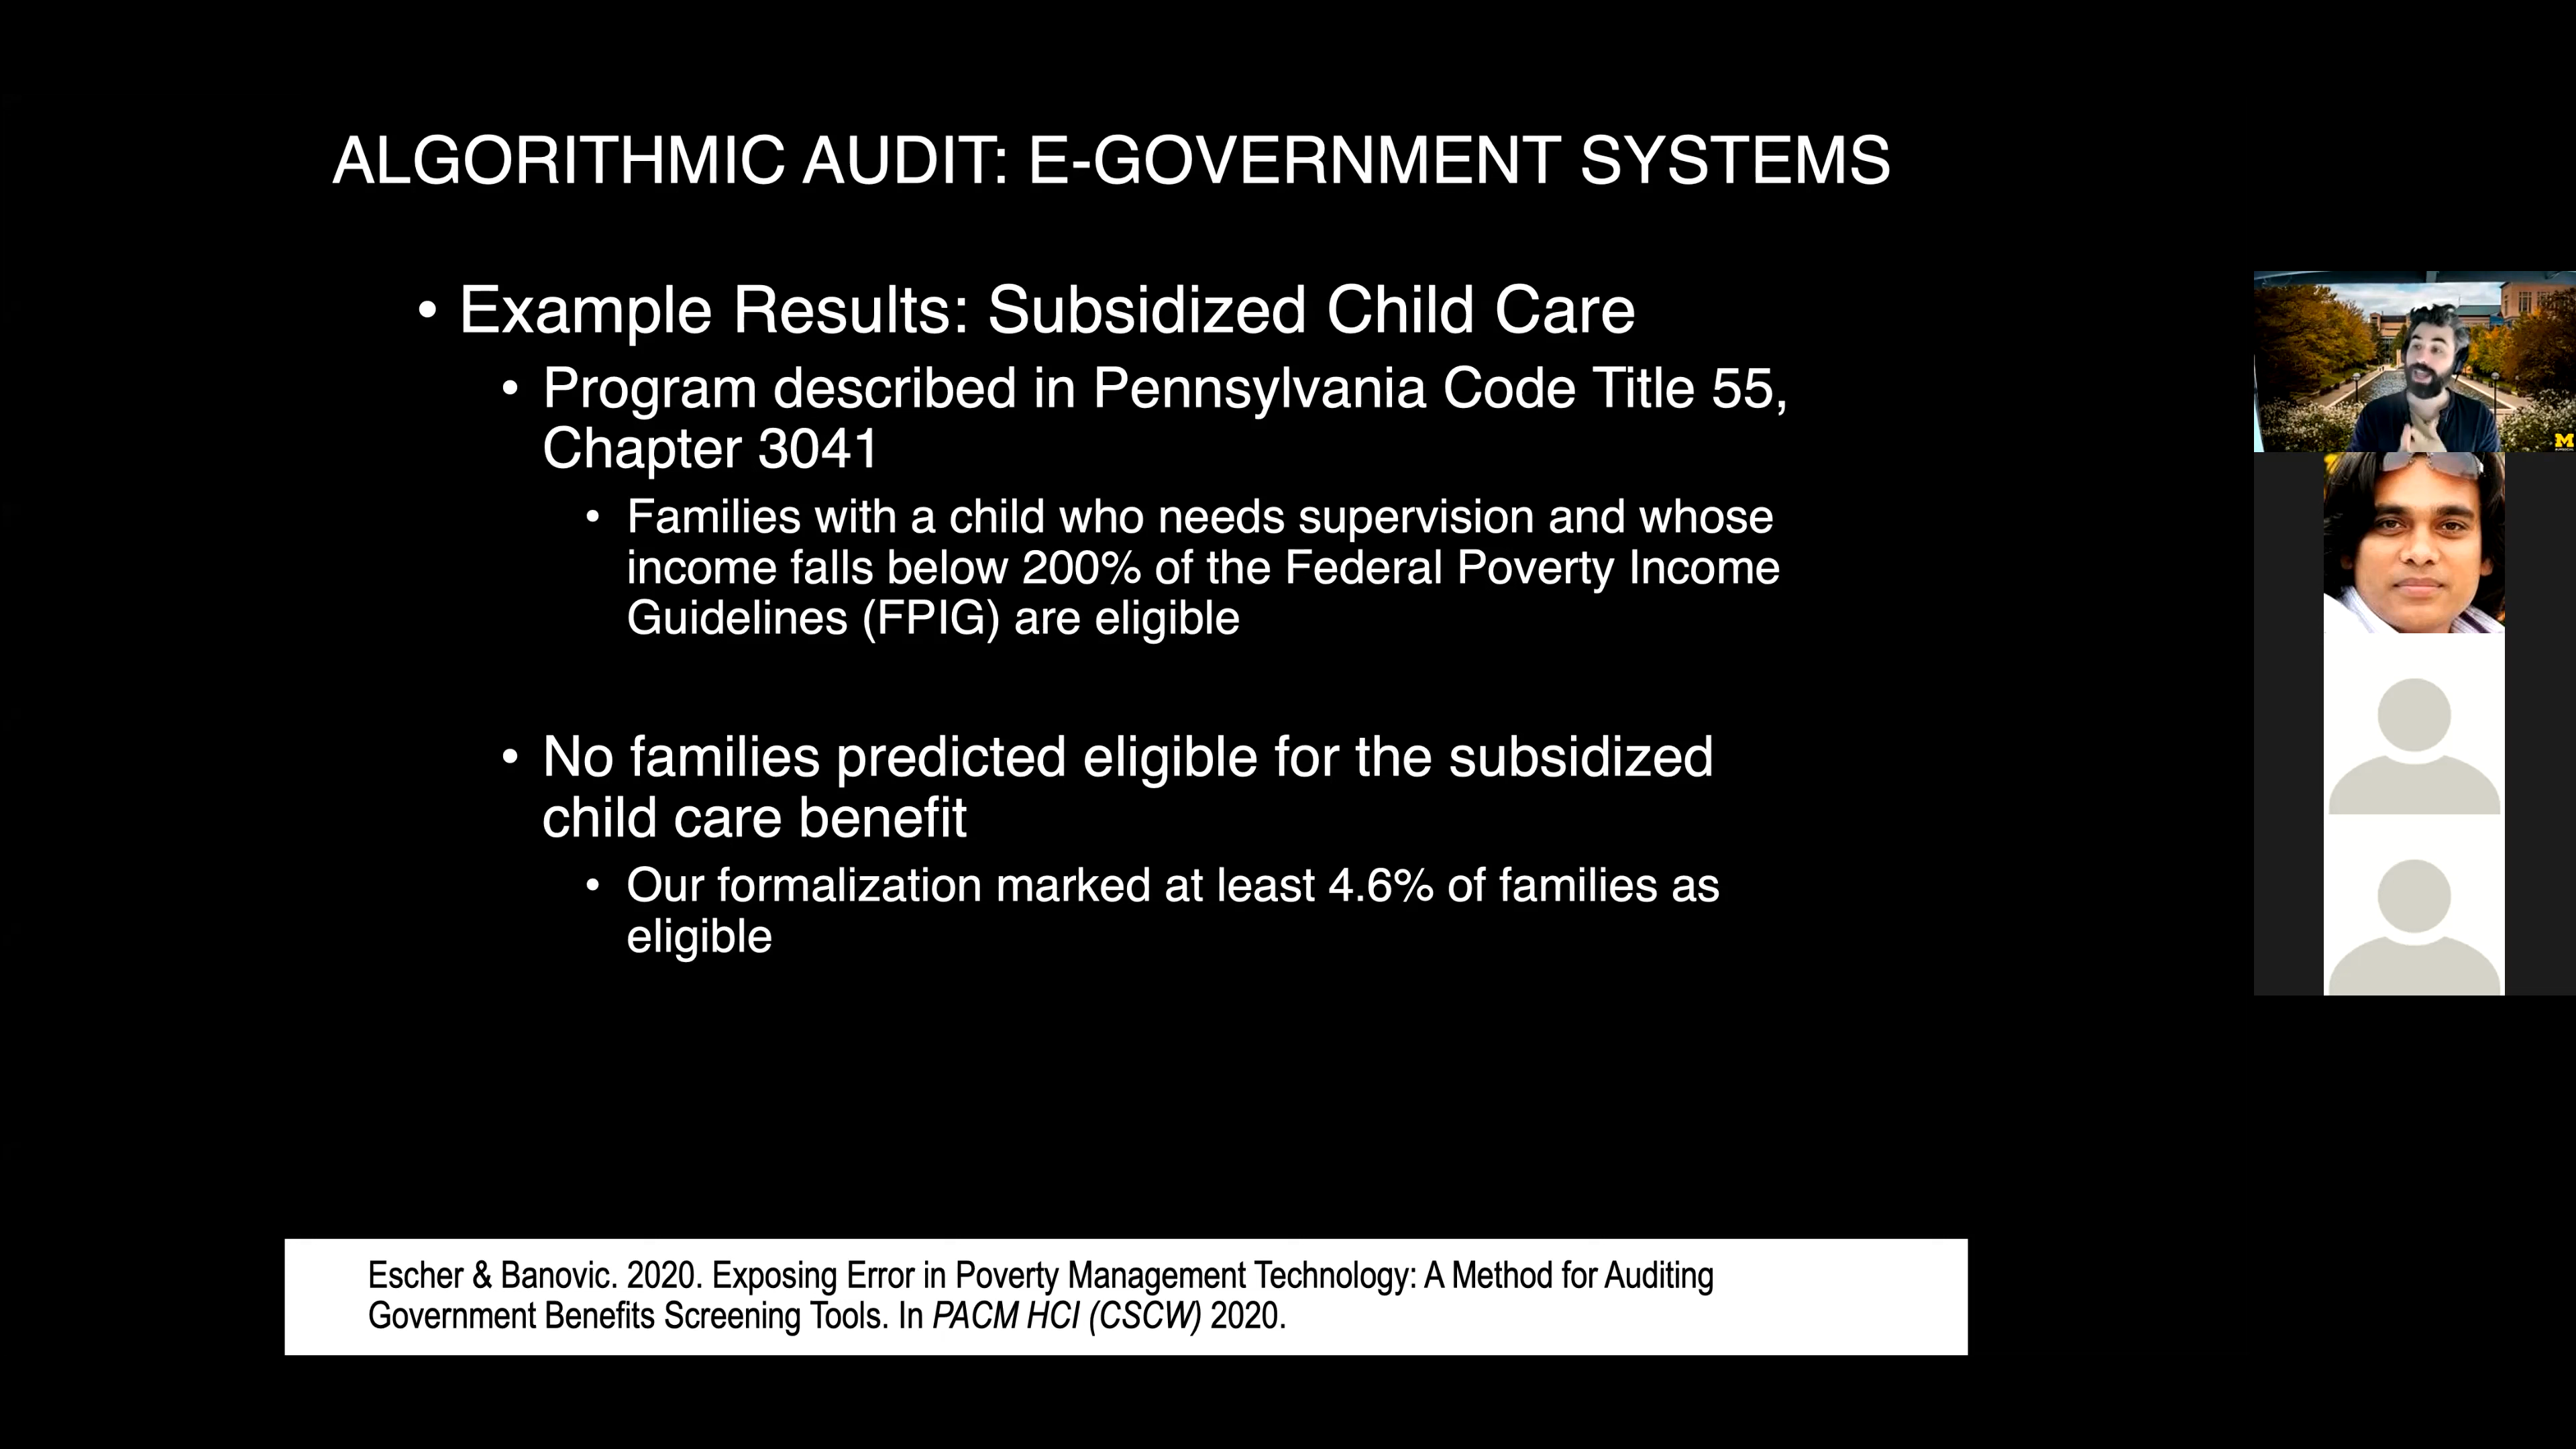 ALGORITHMIC AUDIT: E-GOVERNMENT SYSTEMS
• Example Results: Subsidized Child Care
• Program described in Pennsylvania Code Title 55,
Chapter 3041
• Families with a child who needs supervision and whose
income falls below 200% of the Federal Poverty Income
Guidelines (FPIG) are eligible
• No families predicted eligible for the subsidized
child care benefit
• Our formalization marked at least 4.6% of families as
eligible
Escher & Banovic. 2020. Exposing Error in Poverty Management Technology: A Method for Auditing
Government Benefits Screening Tools. In PACM HCI (CSCW) 2020.
M